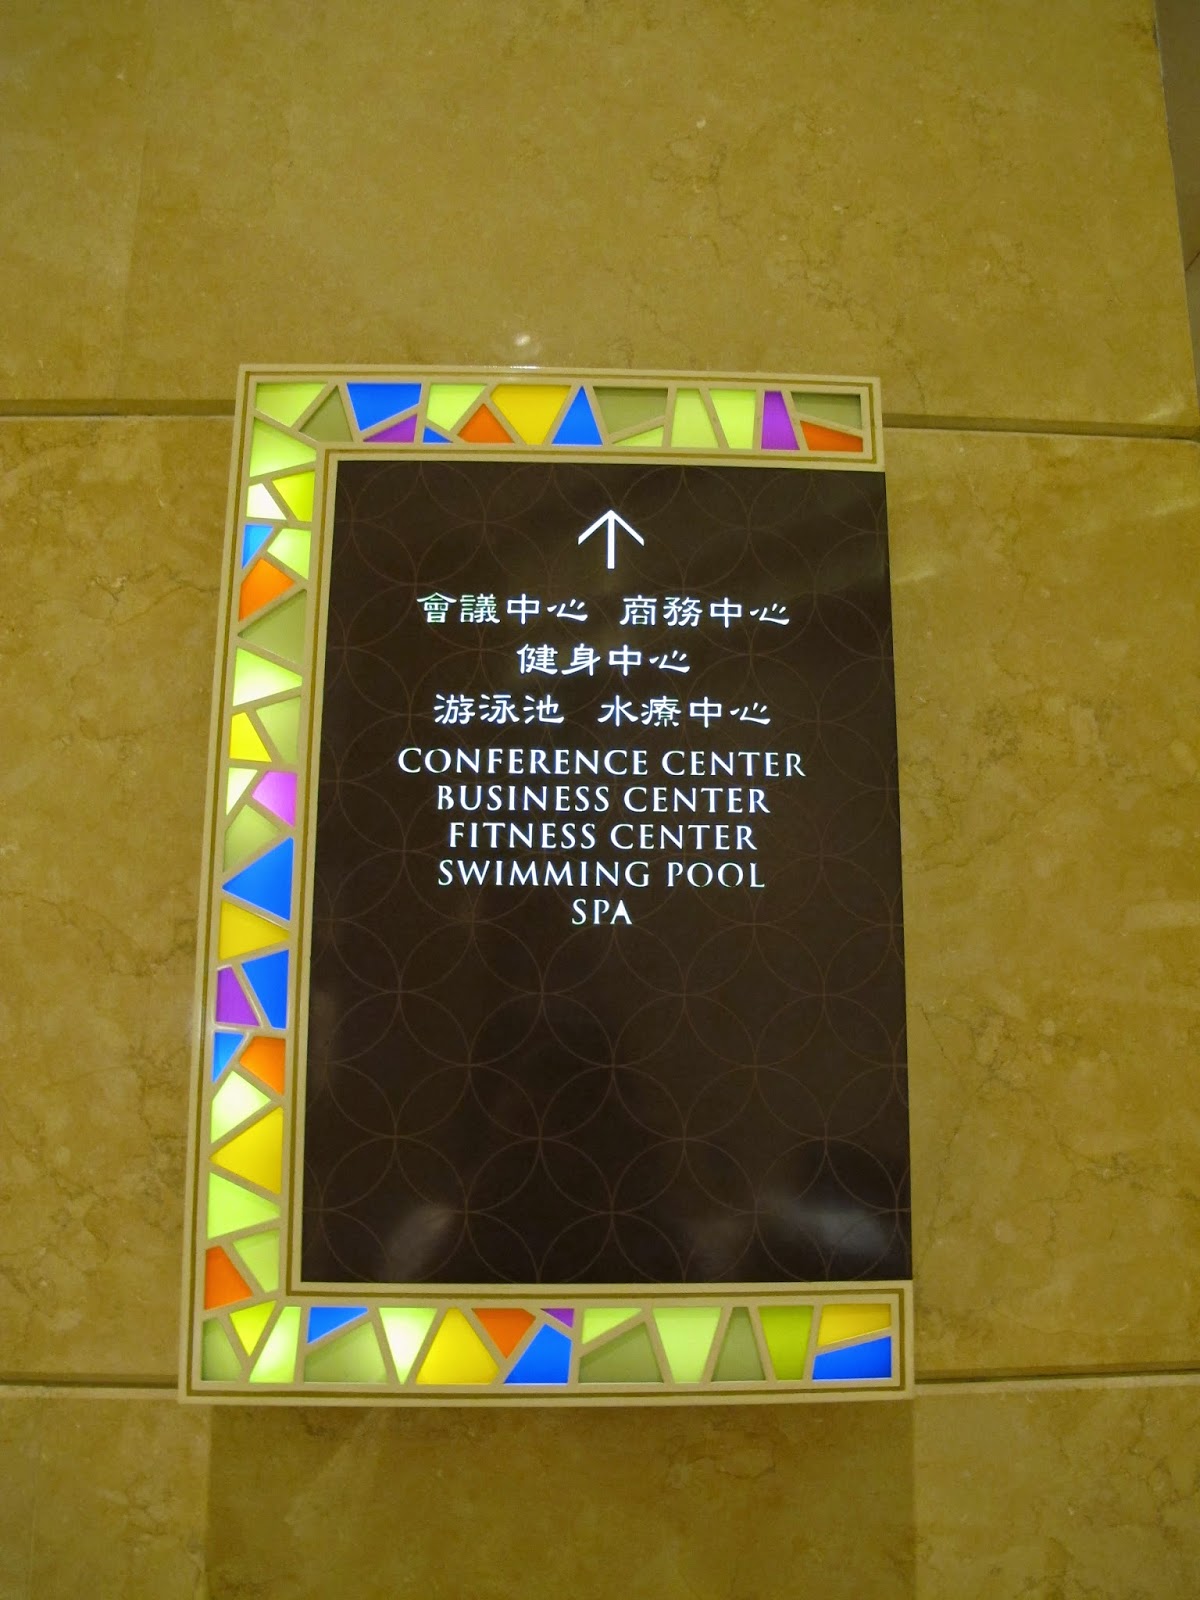 會議中心 商務中心
健身中心
游泳池 水療中心
CONFERENCE CENTER
BUSINESS CENTER
FITNESS CENTER
SWIMMING POOL
SPA